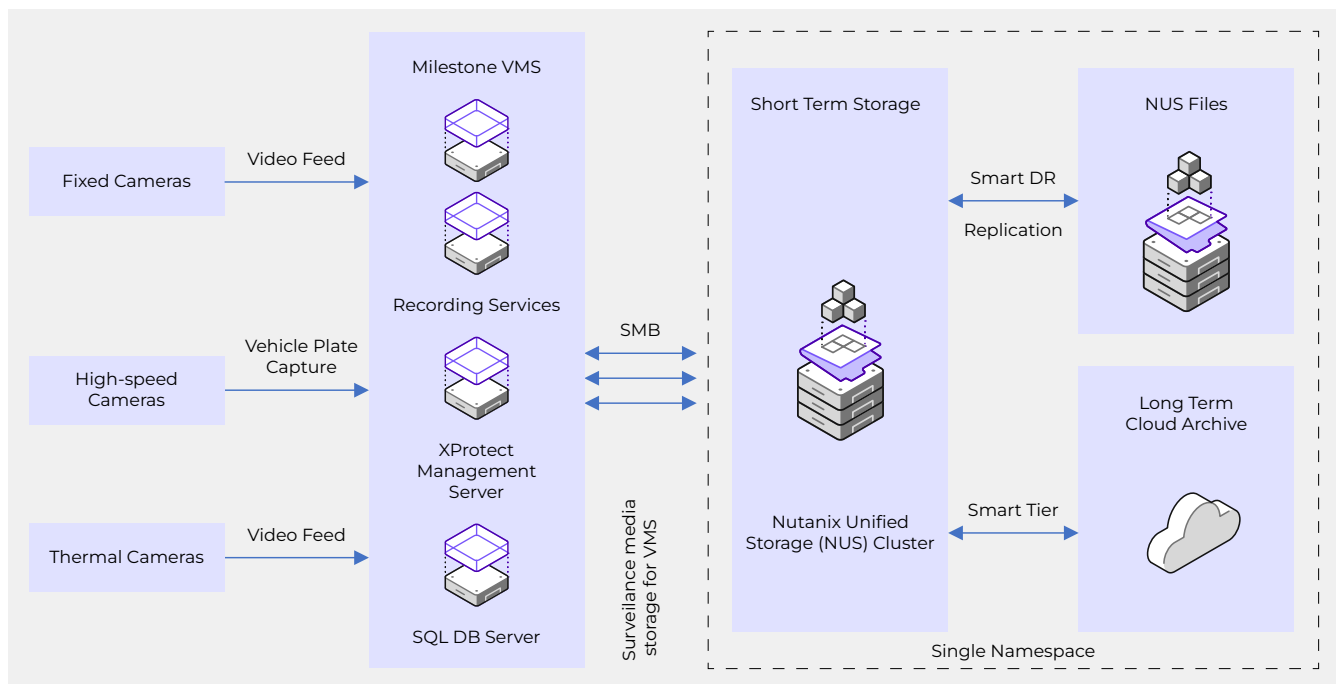 Fixed Cameras
Video Feed
High-speed
Cameras
Vehicle Plate
Capture
Thermal Cameras
Video Feed
Milestone VMS
Recording Services
XProtect
Management
Server
SQL DB Server
SMB
Surveilance media
storage for VMS
Short Term Storage
Nutanix Unified
Storage (NUS) Cluster
Smart DR
Replication
Smart Tier
NUS Files
Long Term
Cloud Archive
Single Namespace